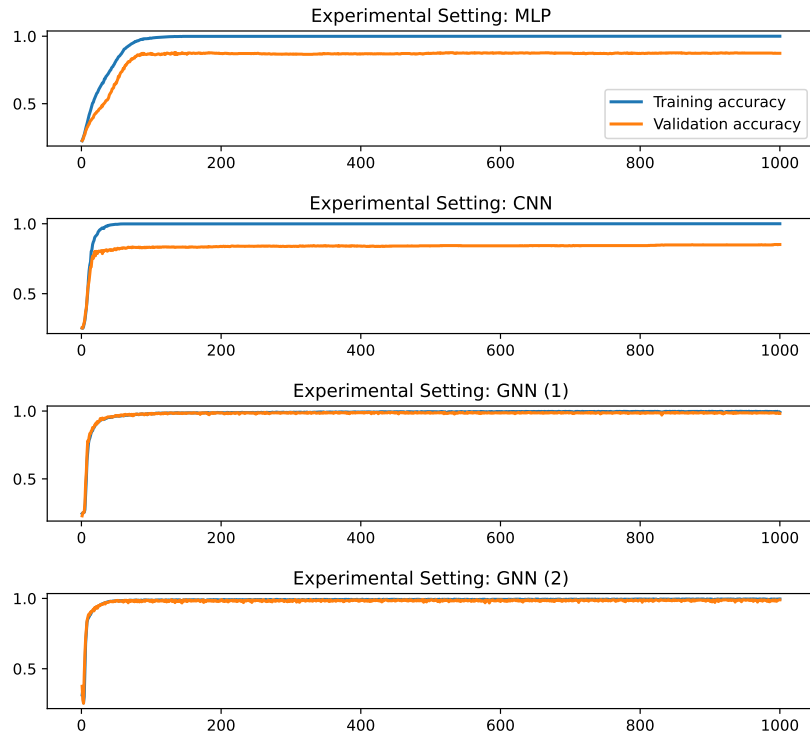 Experimental Setting: MLP
1.0
0.5
Training accuracy
Validation accuracy
0 200 400 600 800 1000
Experimental Setting: CNN
1.0
0.5
0 200 400 600 800 1000
Experimental Setting: GNN (1)
1.0
0.5
0 200 400 600 800 1000
Experimental Setting: GNN (2)
1.0
0.5
0 200 400 600 800 1000